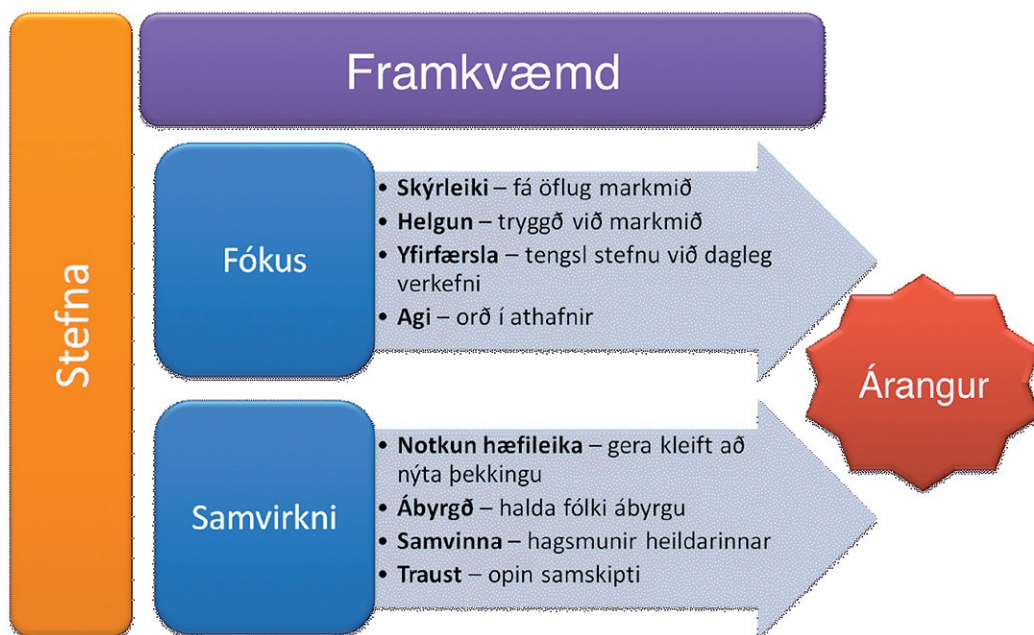 Stefna
Framkvæmd
Fókus
• Skýrleiki – fá öflug markmið
• Helgun – tryggð við markmið
• Yfirfærsla – tengsl stefnu við dagleg
verkefni
• Agi – orð í athafnir
Samvirkni
• Notkun hæfileika – gera kleift að
nýta þekkingu
• Ábyrgð – halda fólki ábyrgu
• Samvinna – hagsmunir heildarinnar
• Traust – opin samskipti
Árangur